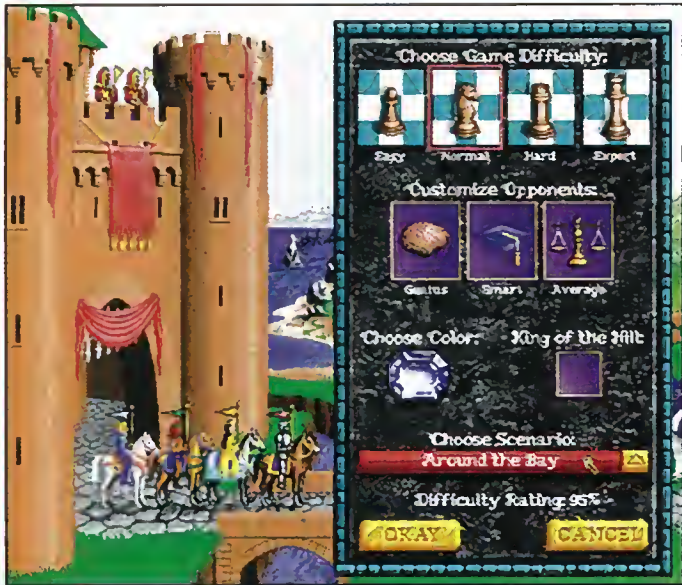 Choose Game Difficulty:
Easy Normal Hard Expert
Customize Opponents:
Genius Smart Average
Choose Color: King of the Hill:
Choose Scenario:
Around the Bay
Difficulty Rating: 95%
OKAY CANCEL